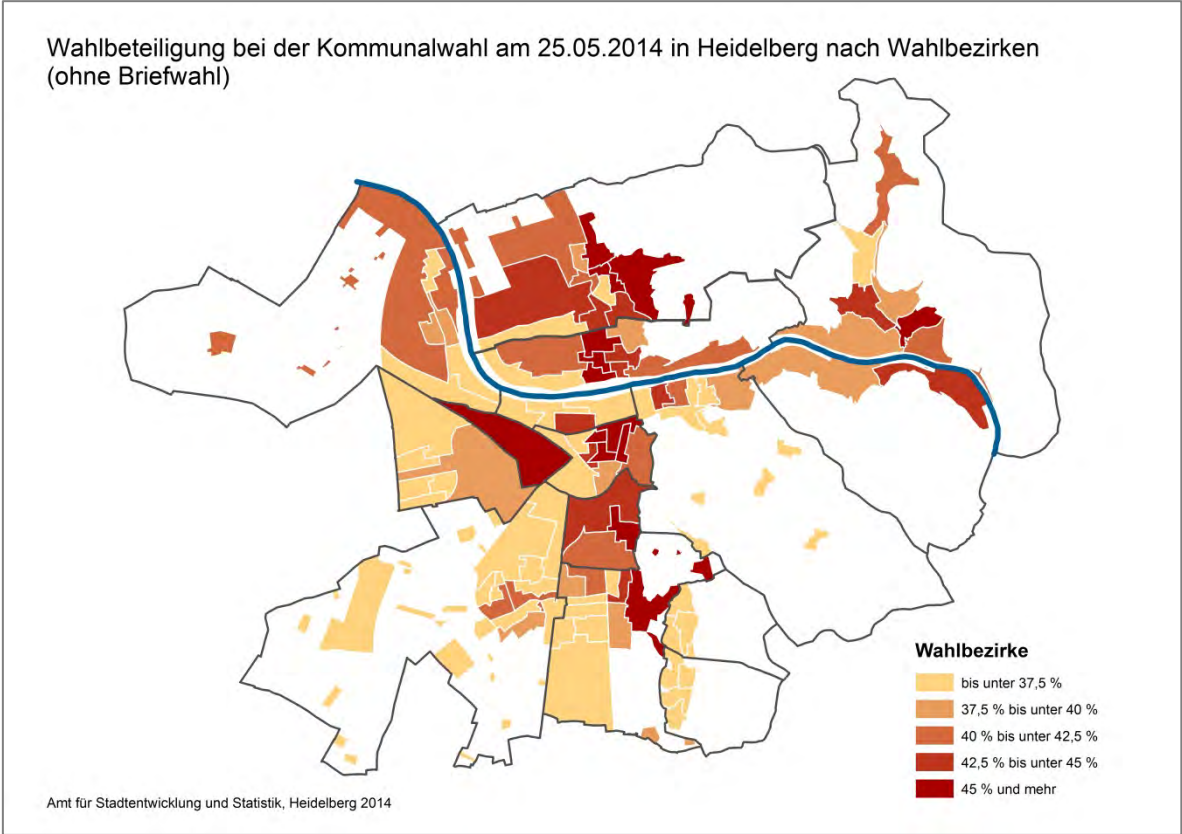 Wahlbeteiligung bei der Kommunalwahl am 25.05.2014 in Heidelberg nach Wahlbezirken
(ohne Briefwahl)
Wahlbezirke
bis unter 37,5 %
37,5 % bis unter 40 %
40 % bis unter 42,5 %
42,5 % bis unter 45 %
45 % und mehr
Amt für Stadtentwicklung und Statistik, Heidelberg 2014